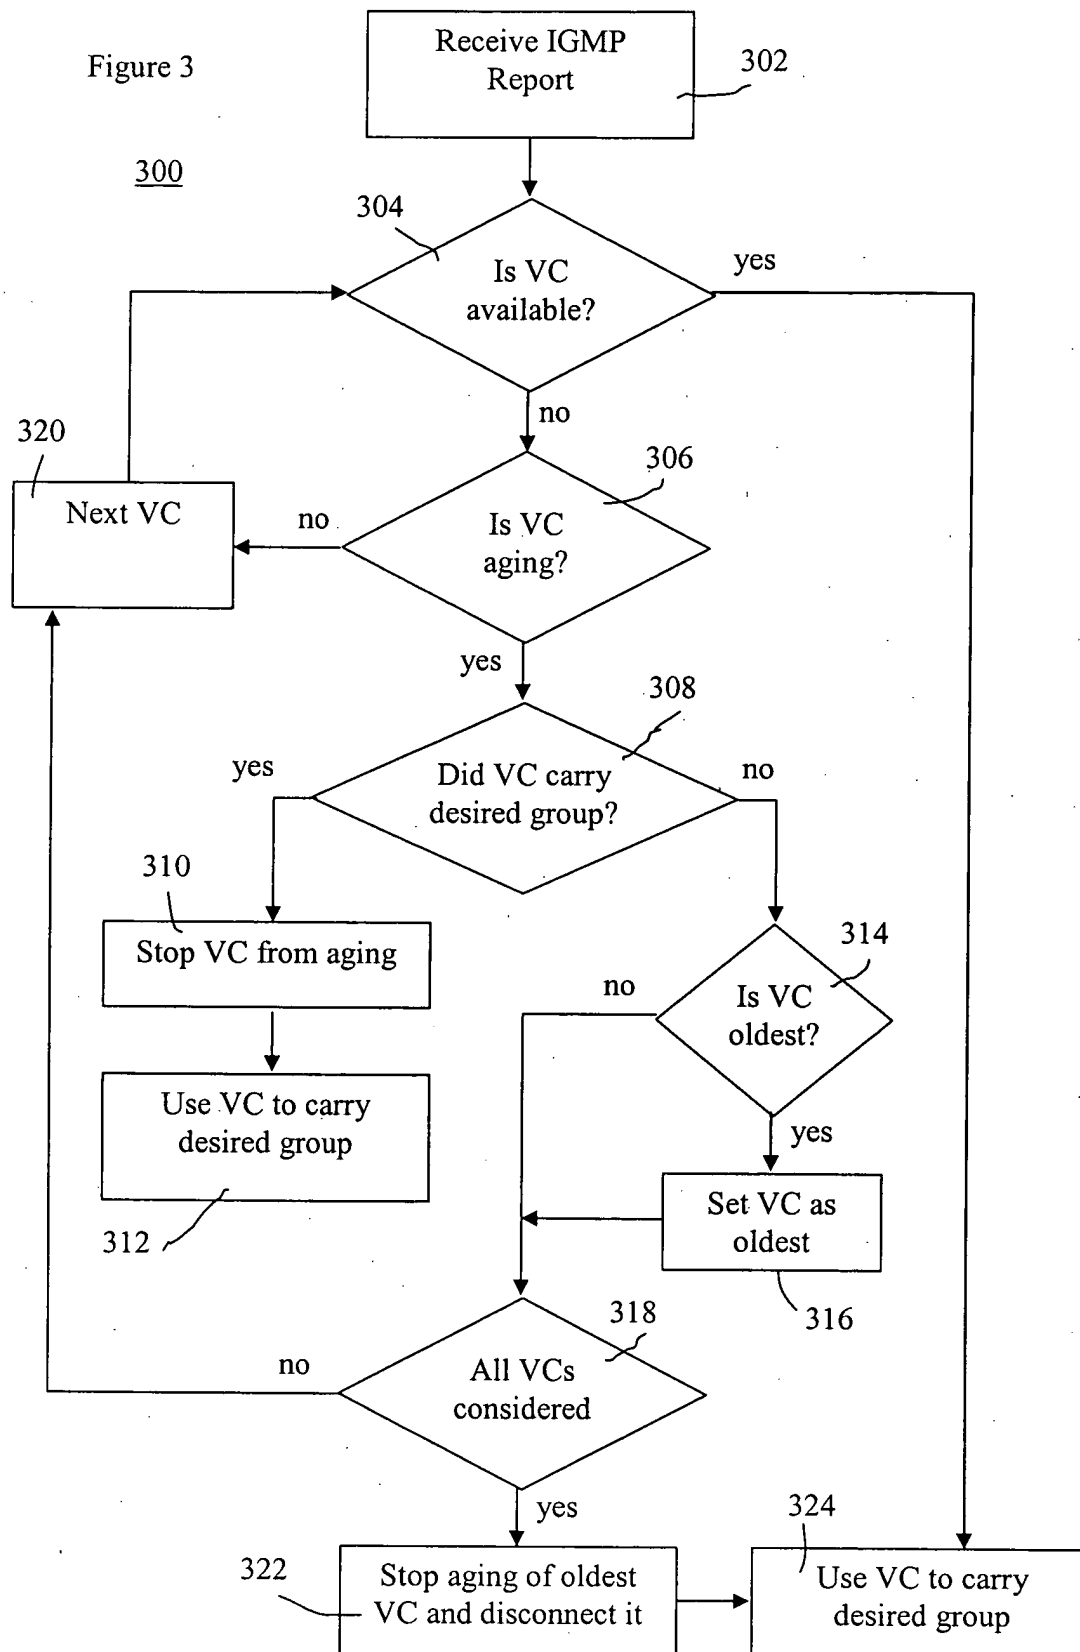 Receive IGMP
Report
Figure 3
302
300
304
Is VC
available?
yes
no
320
306
Next VC
no
Is VC
aging?
yes
308
yes
Did VC carry
desired group?
no
310
Stop VC from aging
314
no
Is VC
oldest?
Use VC to carry
desired group
yes
312
Set VC as
oldest
316
318
no
All VCs
considered
yes
324
322
Stop aging of oldest
VC and disconnect it
Use VC to carry
desired group